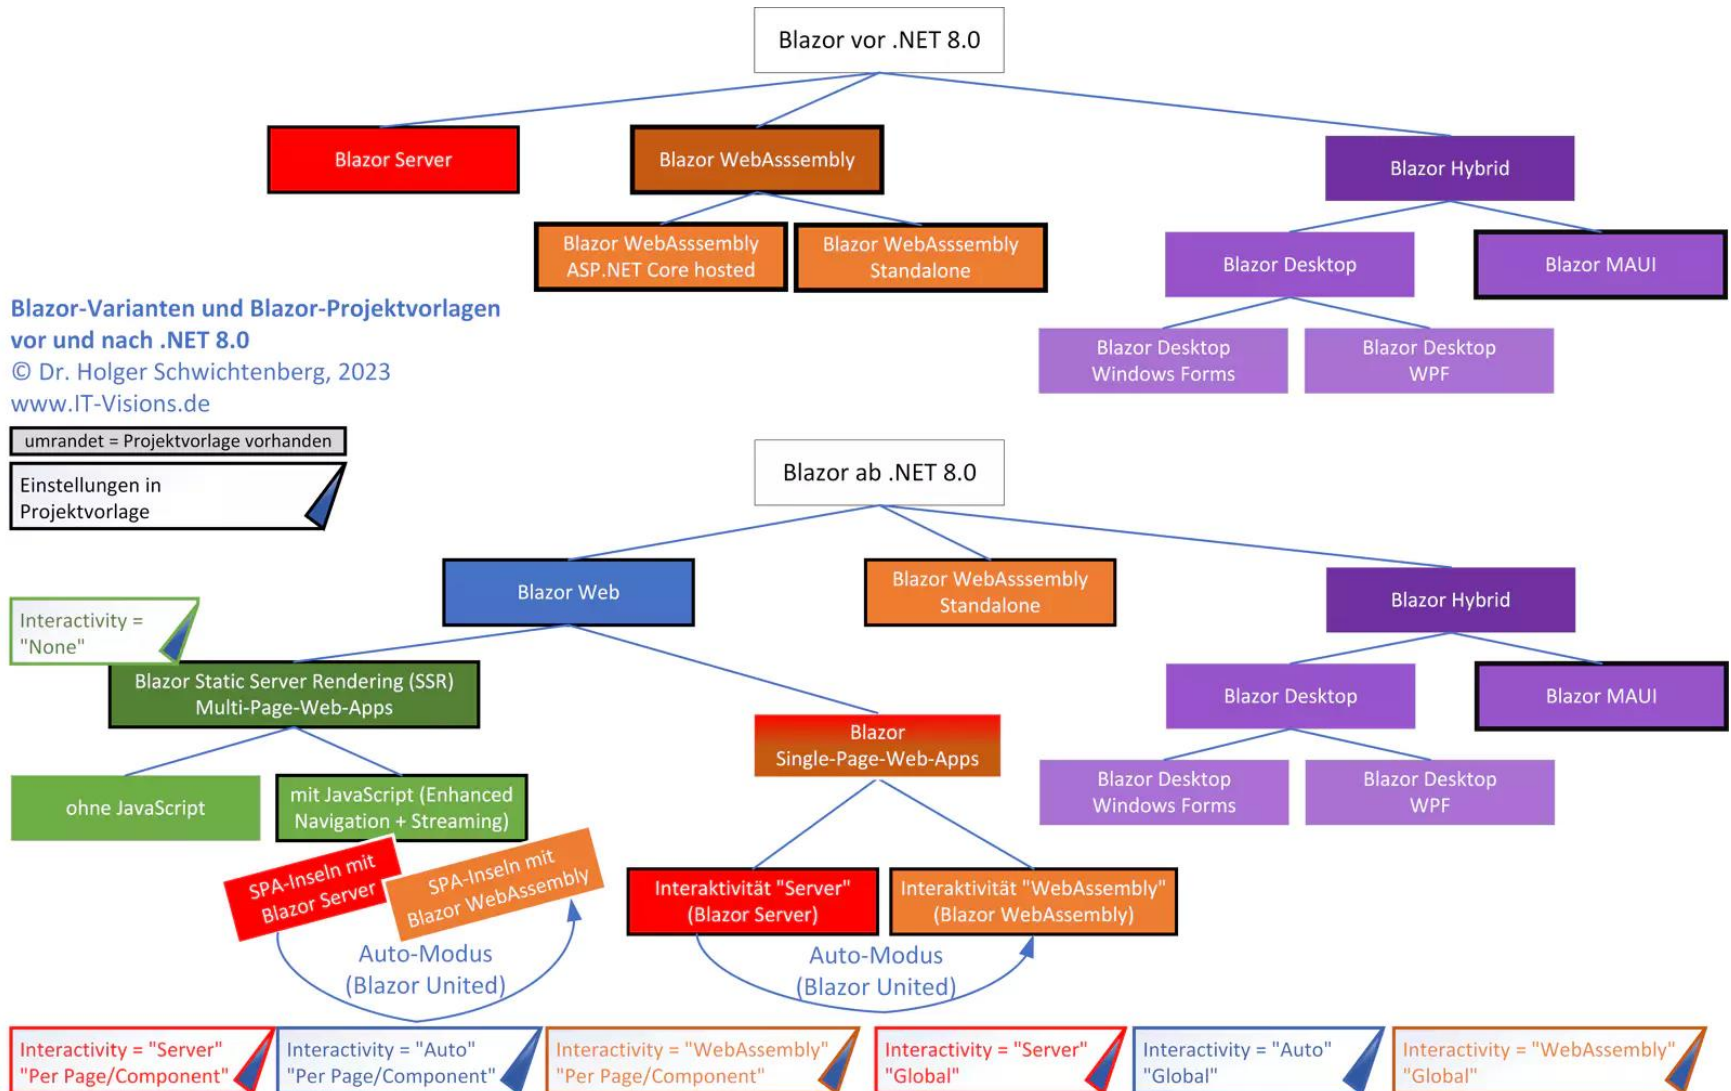 Blazor vor .NET 8.0
Blazor Server
Blazor WebAsssembly
Blazor Hybrid
Blazor WebAsssembly
ASP.NET Core hosted
Blazor WebAsssembly
Standalone
Blazor Desktop
Blazor MAUI
Blazor Desktop
Windows Forms
Blazor Desktop
WPF
Blazor-Varianten und Blazor-Projektvorlagen
vor und nach .NET 8.0
© Dr. Holger Schwichtenberg, 2023
www.IT-Visions.de
umrandet = Projektvorlage vorhanden
Einstellungen in
Projektvorlage
Blazor ab .NET 8.0
Blazor Web
Blazor WebAsssembly
Standalone
Blazor Hybrid
Interactivity =
"None"
Blazor Static Server Rendering (SSR)
Multi-Page-Web-Apps
Blazor
Single-Page-Web-Apps
Blazor Desktop
Blazor MAUI
ohne JavaScript
mit JavaScript (Enhanced
Navigation + Streaming)
Blazor Desktop
Windows Forms
Blazor Desktop
WPF
SPA-Inseln mit
Blazor Server
SPA-Inseln mit
Blazor WebAssembly
Interaktivität "Server"
(Blazor Server)
Interaktivität "WebAssembly"
(Blazor WebAssembly)
Auto-Modus
(Blazor United)
Auto-Modus
(Blazor United)
Interactivity = "Server"
"Per Page/Component"
Interactivity = "Auto"
"Per Page/Component"
Interactivity = "WebAssembly"
"Per Page/Component"
Interactivity = "Server"
"Global"
Interactivity = "Auto"
"Global"
Interactivity = "WebAssembly"
"Global"